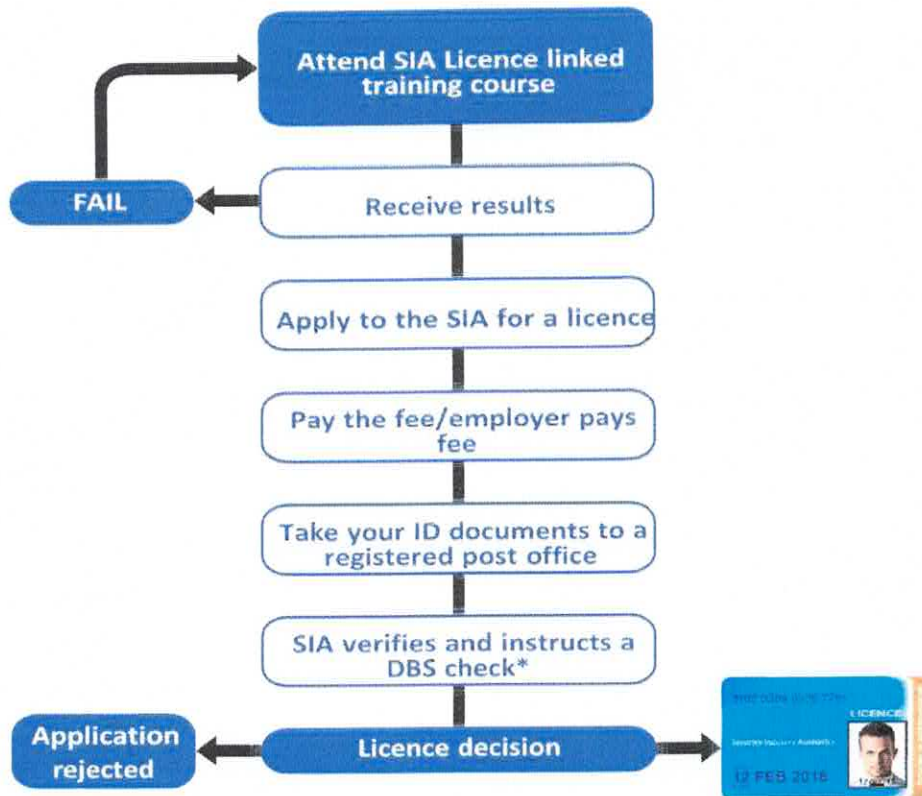 Attend SIA Licence linked
training course
FAIL
Receive results
Apply to the SIA for a licence
Pay the fee/employer pays
fee
Take your ID documents to a
registered post office
SIA verifies and instructs a
DBS check*
Application
rejected
Licence decision
LICENCE
12 FEB 2018